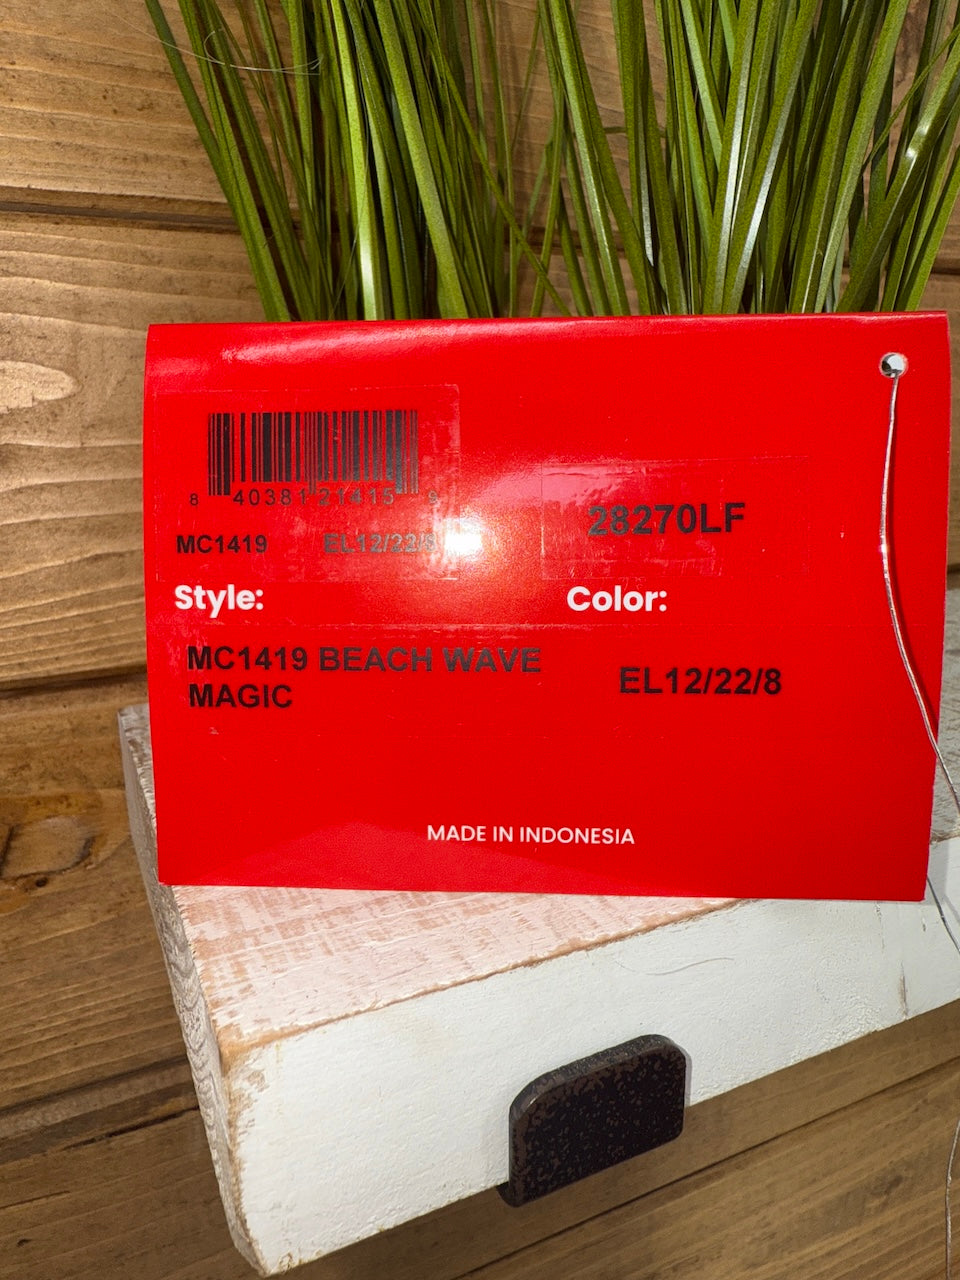 8 40381 21415 9
MC1419 EL12/22/8
28270LF
Style:
Color:
MC1419 BEACH WAVE
MAGIC
EL12/22/8
MADE IN INDONESIA